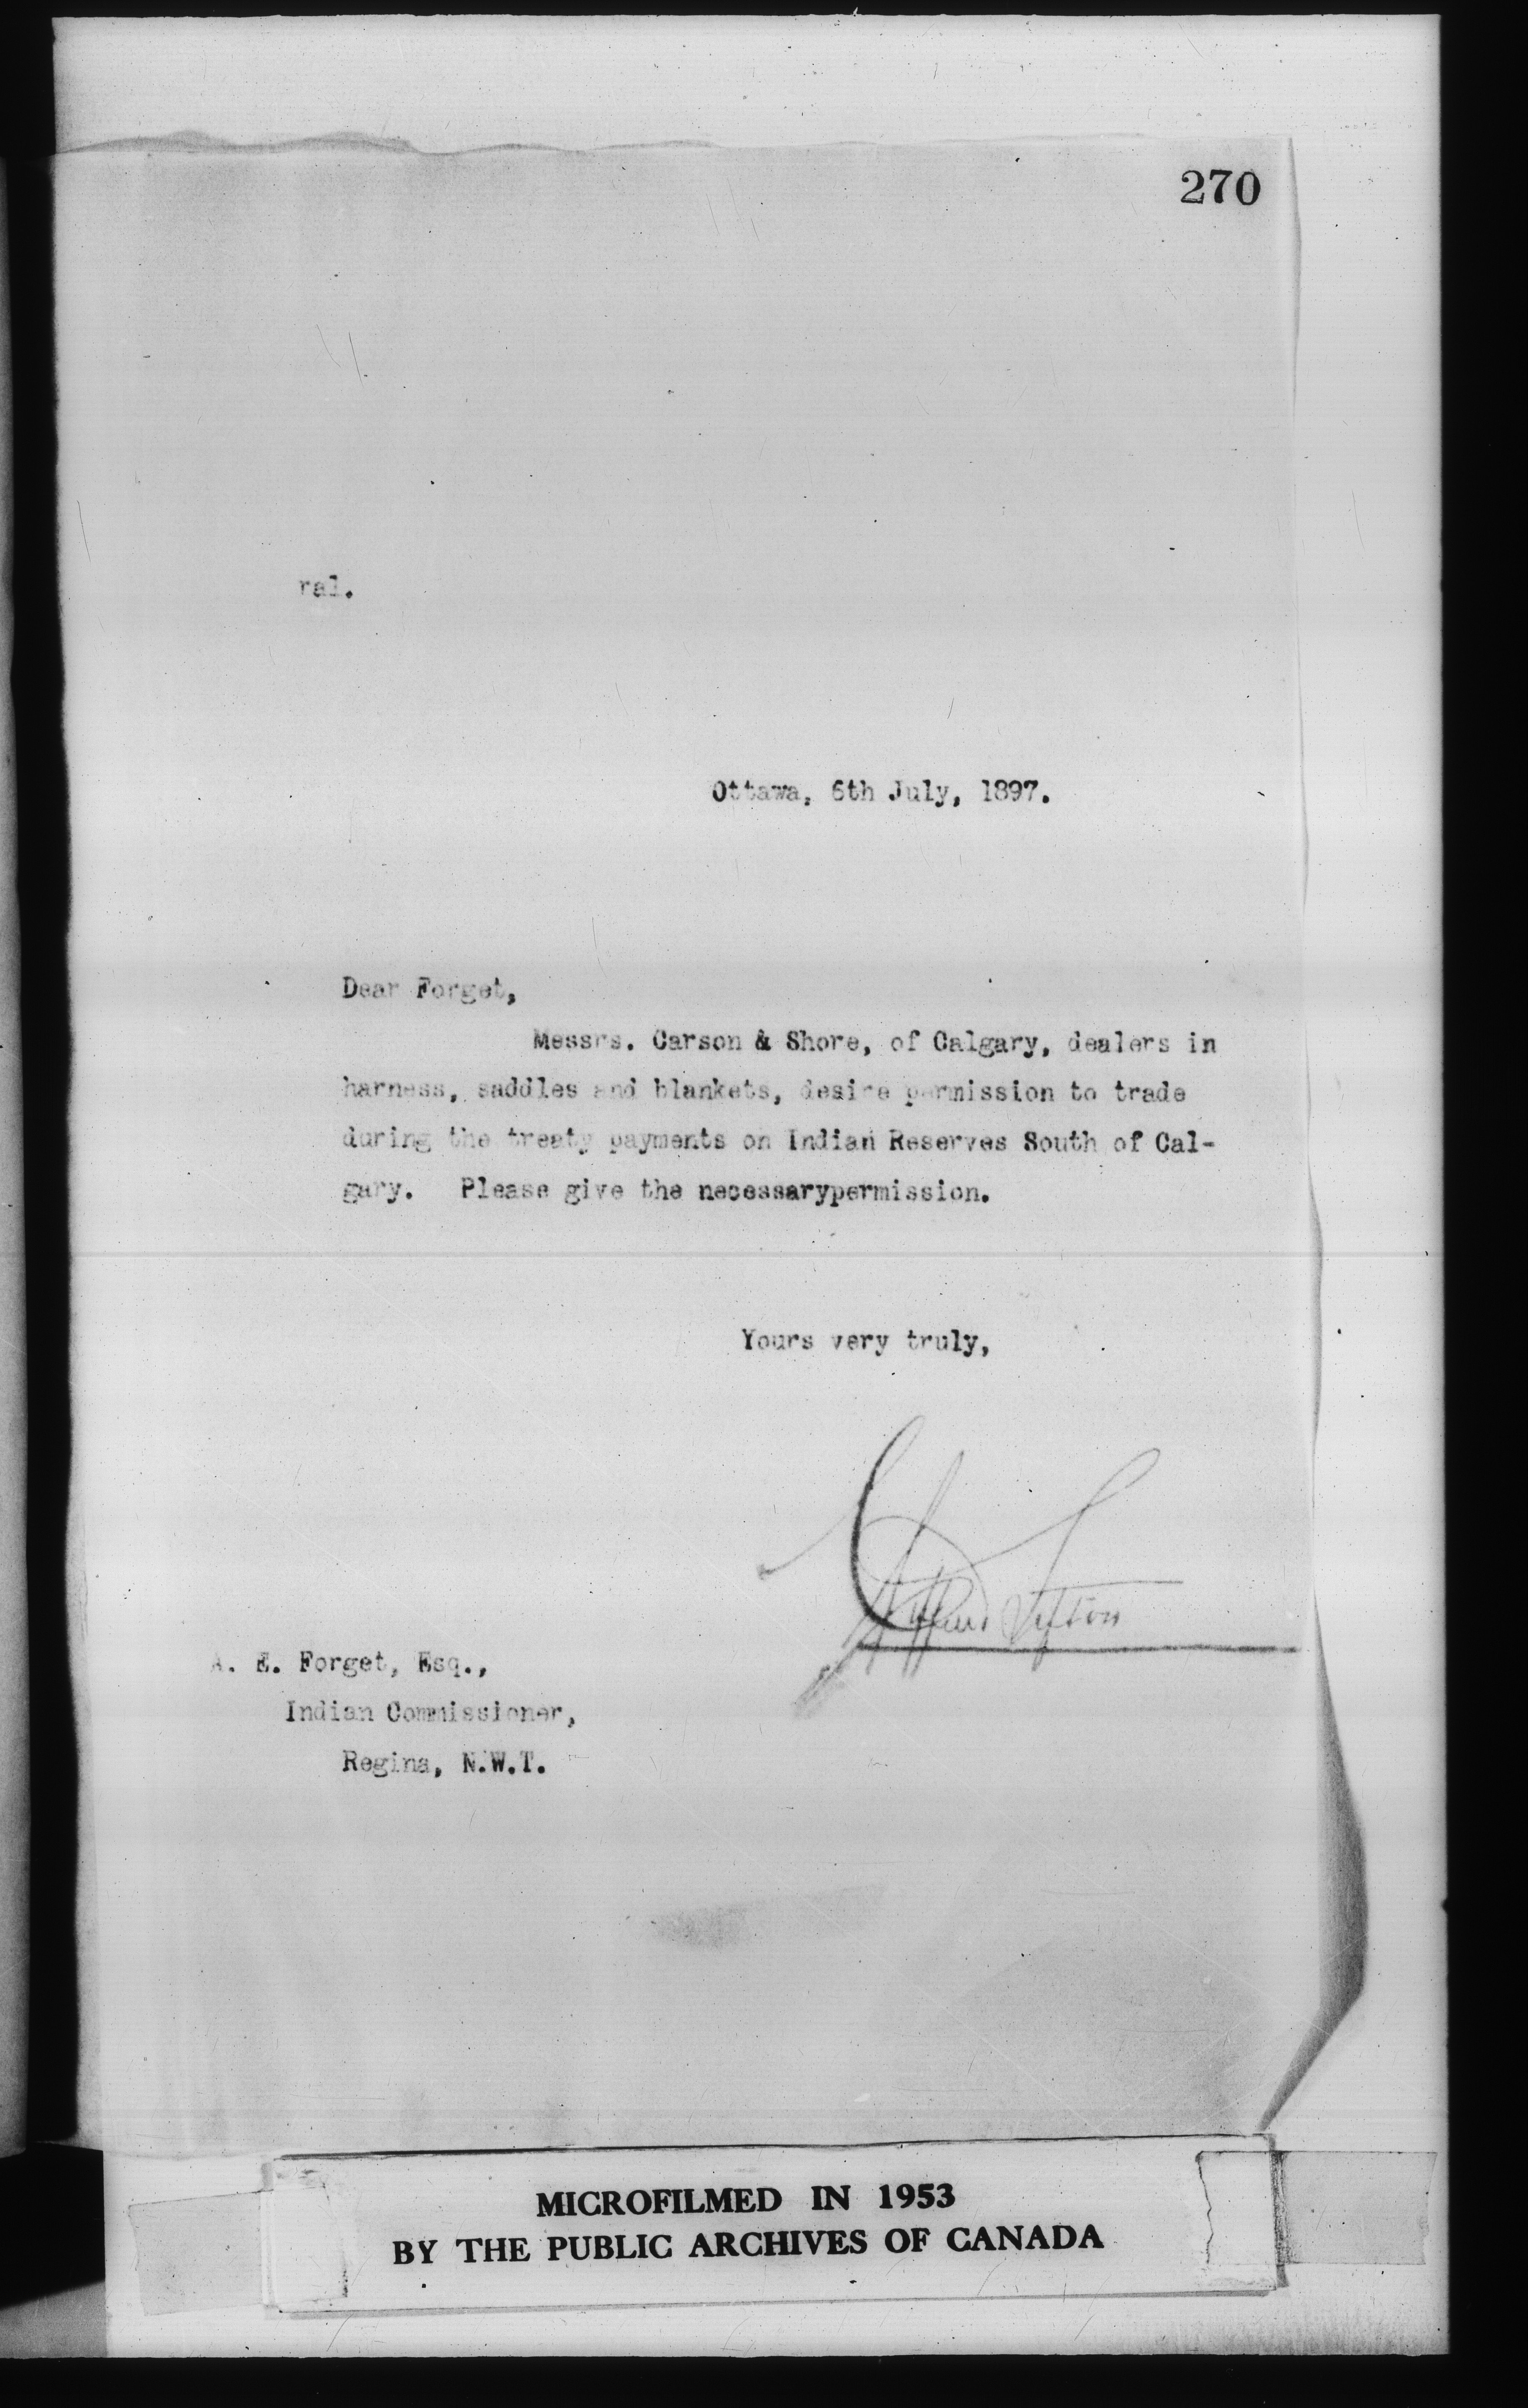 270
ral.
Ottawa, 6th July, 1897.
Dear Forget,
Messrs. Carson & Shore, of Calgary, dealers in
harness, saddles and blankets, desire permission to trade
during the treaty payments on Indian Reserves South of Cal-
gary. Please give the necessarypermission.
Yours very truly,
Clifford Sifton
A. E. Forget, Esq.,
Indian Commissioner,
Regina, N.W.T.
MICROFILMED IN 1953
BY THE PUBLIC ARCHIVES OF CANADA